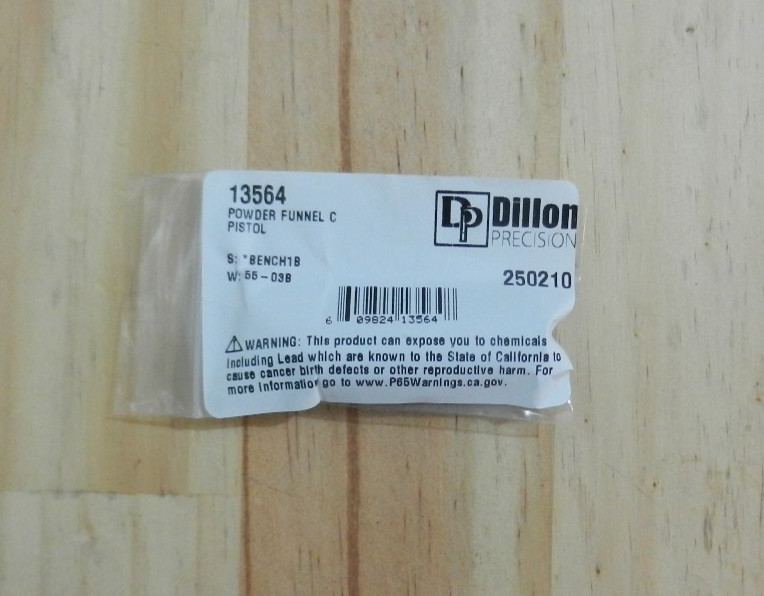 13564
POWDER FUNNEL C
PISTOL
DP Dillon
PRECISION
S: *BENCH1B
W: 55-03B
250210
6 09824 13564
WARNING: This product can expose you to chemicals
including Lead which are known to the State of California to
cause cancer birth defects or other reproductive harm. For
more information go to www.P65Warnings.ca.gov.